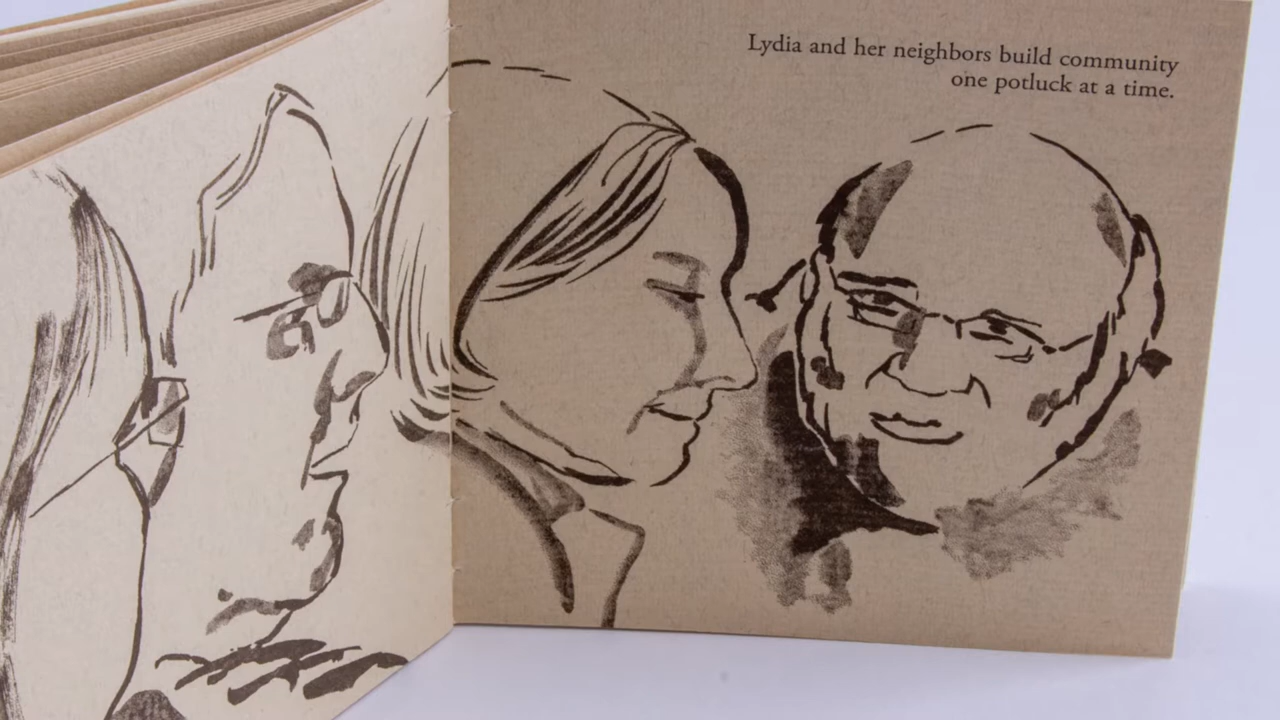 Lydia and her neighbors build community
one potluck at a time.